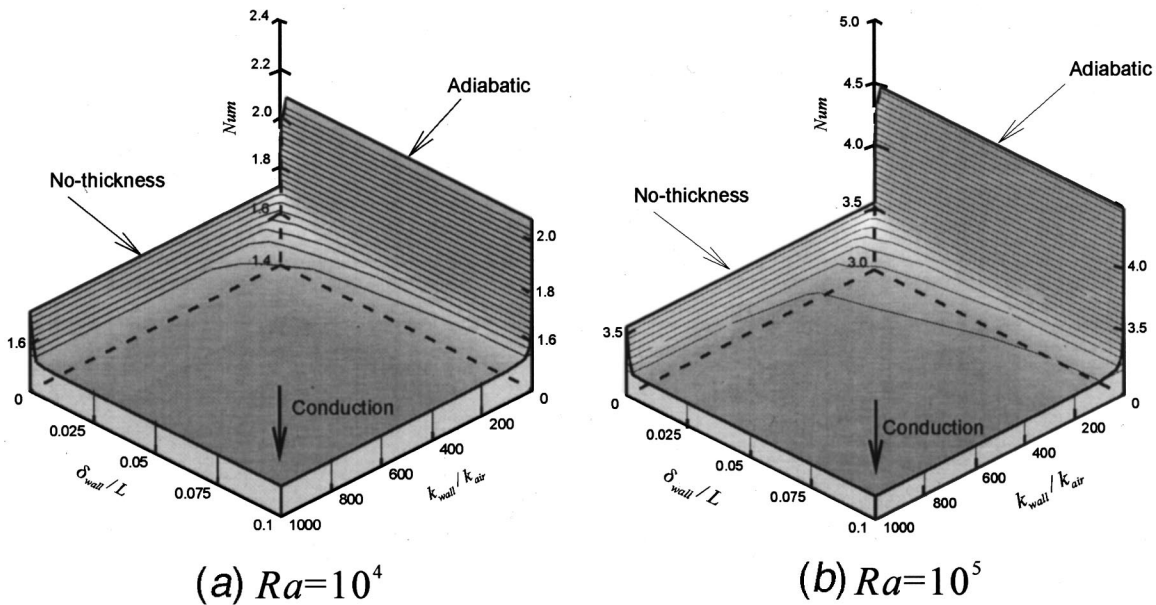 2.4
2.2
2.0
1.8
1.6
1.4
Num
Adiabatic
No-thickness
2.0
1.8
1.6
1.6
0
0.025
0.05
0.075
0.1
δwall/L
0
200
400
600
800
1000
kwall/kair
Conduction
(a) Ra=10⁴
5.0
4.5
4.0
3.5
3.0
Num
Adiabatic
No-thickness
4.0
3.5
3.5
0
0.025
0.05
0.075
0.1
δwall/L
0
200
400
600
800
1000
kwall/kair
Conduction
(b) Ra=10⁵